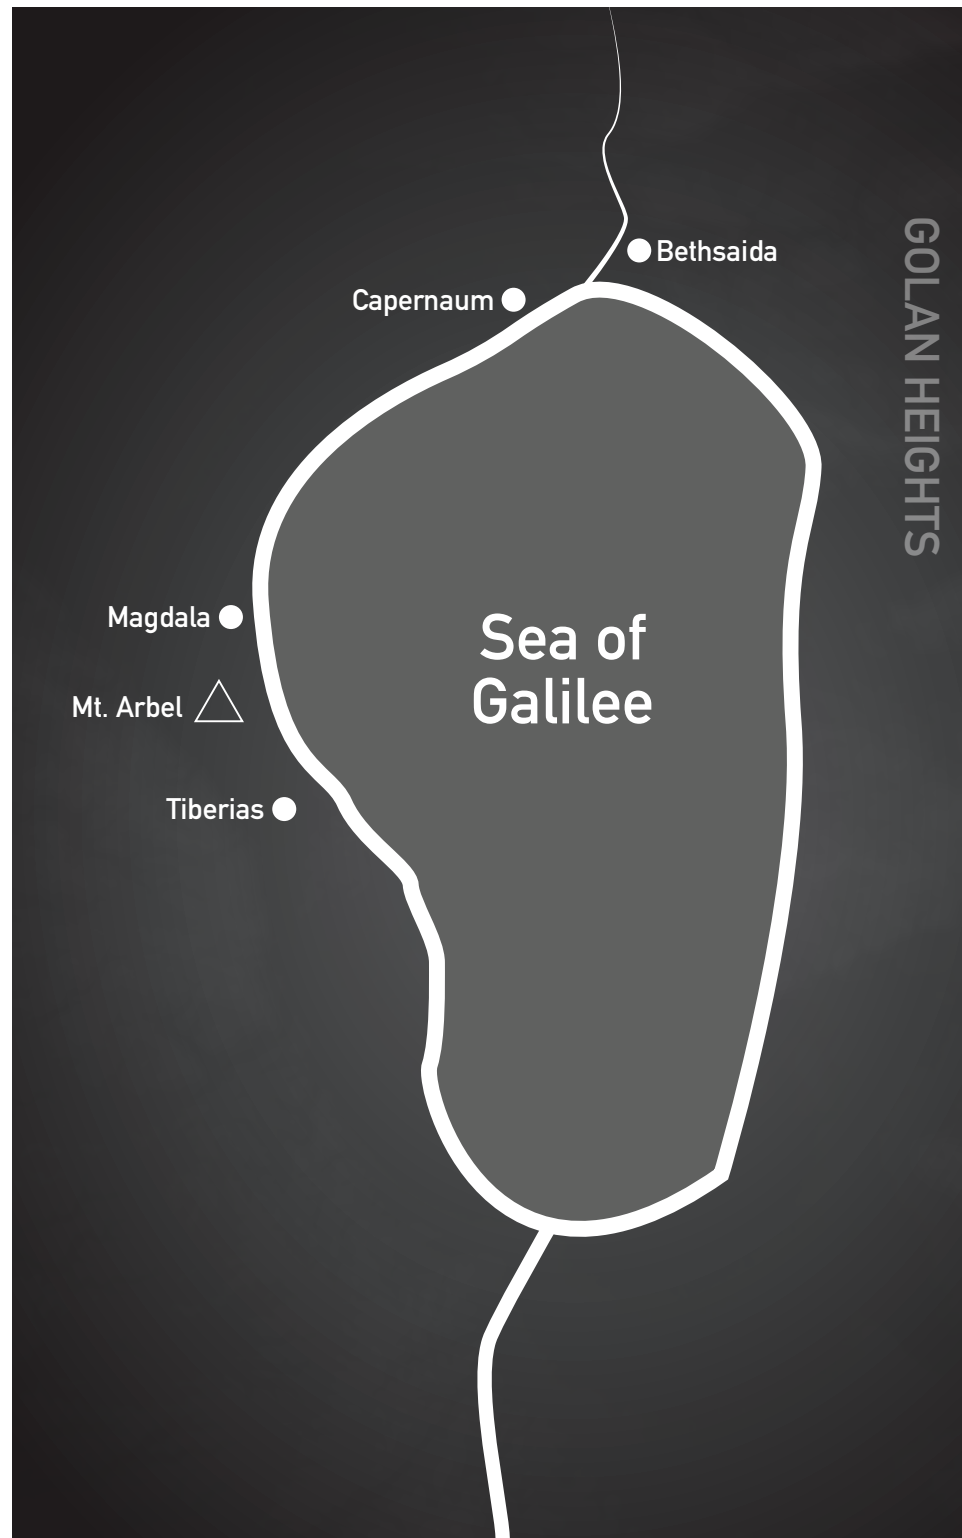 Bethsaida
Capernaum
GOLAN HEIGHTS
Magdala
Sea of
Galilee
Mt. Arbel
Tiberias